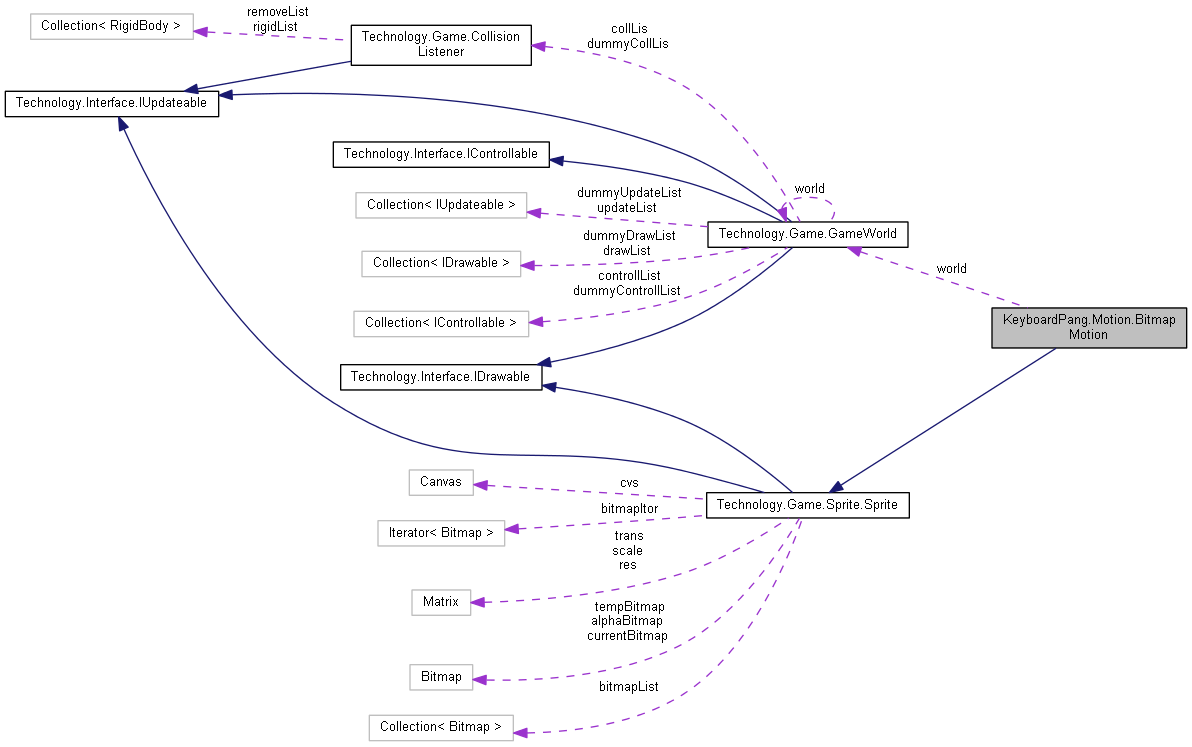 removeList
rigidList
Collection< RigidBody >
Technology.Game.Collision
Listener
collLis
dummyCollLis
Technology.Interface.IUpdateable
Technology.Interface.IControllable
dummyUpdateList
updateList
world
Collection< IUpdateable >
Technology.Game.GameWorld
dummyDrawList
drawList
Collection< IDrawable >
world
controllList
dummyControllList
Collection< IControllable >
KeyboardPang.Motion.Bitmap
Motion
Technology.Interface.IDrawable
Canvas
cvs
Technology.Game.Sprite.Sprite
bitmapItor
Iterator< Bitmap >
trans
scale
res
Matrix
tempBitmap
alphaBitmap
currentBitmap
Bitmap
bitmapList
Collection< Bitmap >